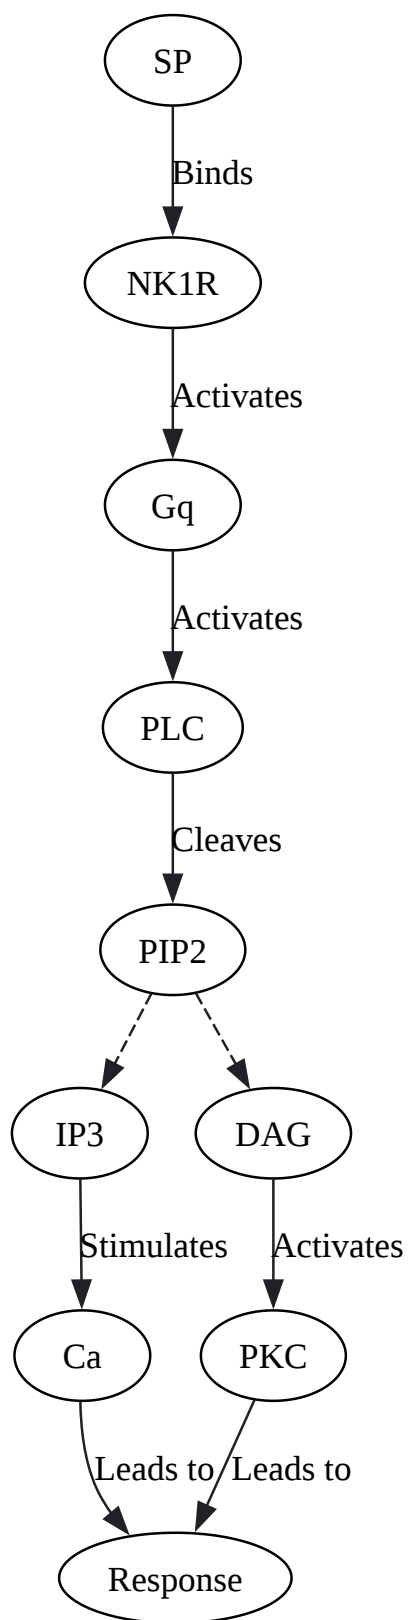 SP
Binds
NK1R
Activates
Gq
Activates
PLC
Cleaves
PIP2
IP3
DAG
Stimulates
Activates
Ca
PKC
Leads to
Leads to
Response